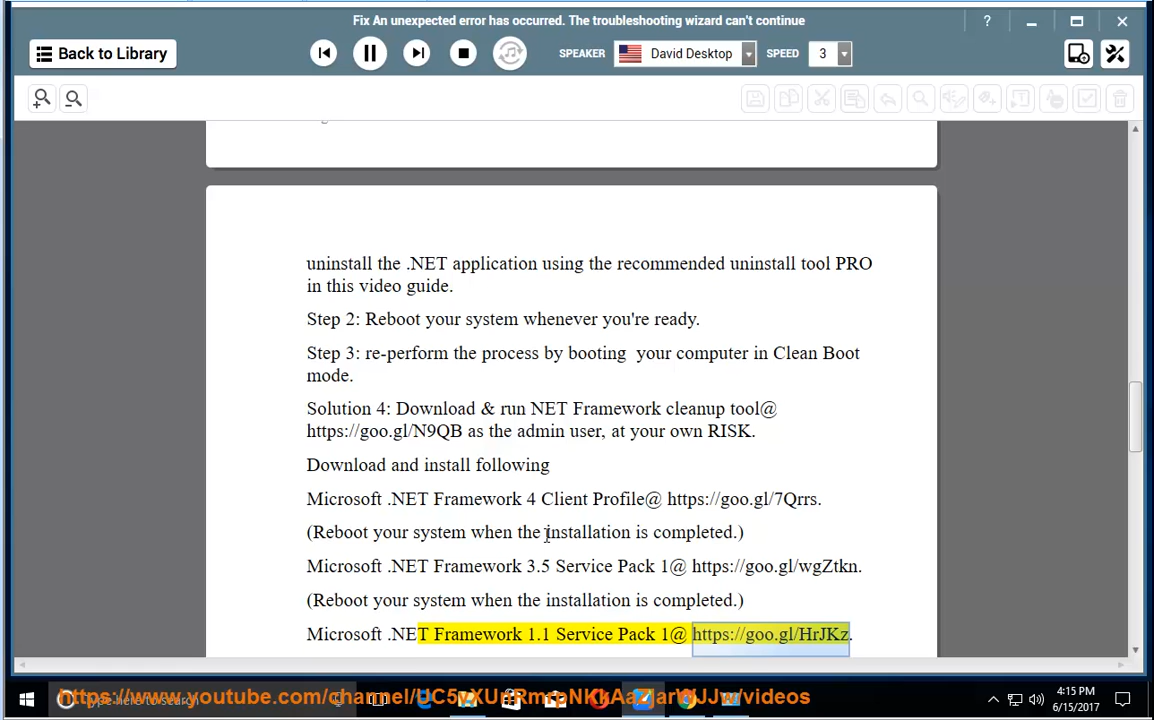 Fix An unexpected error has occurred. The troubleshooting wizard can't continue
Back to Library
SPEAKER
David Desktop
SPEED
3
uninstall the .NET application using the recommended uninstall tool PRO
in this video guide.
Step 2: Reboot your system whenever you're ready.
Step 3: re-perform the process by booting your computer in Clean Boot
mode.
Solution 4: Download & run NET Framework cleanup tool@
https://goo.gl/N9QB as the admin user, at your own RISK.
Download and install following
Microsoft .NET Framework 4 Client Profile@ https://goo.gl/7Qrrs.
(Reboot your system when the installation is completed.)
Microsoft .NET Framework 3.5 Service Pack 1@ https://goo.gl/wgZtkn.
(Reboot your system when the installation is completed.)
Microsoft .NET Framework 1.1 Service Pack 1@ https://goo.gl/HrJKz.
Type here to search
4:15 PM
6/15/2017